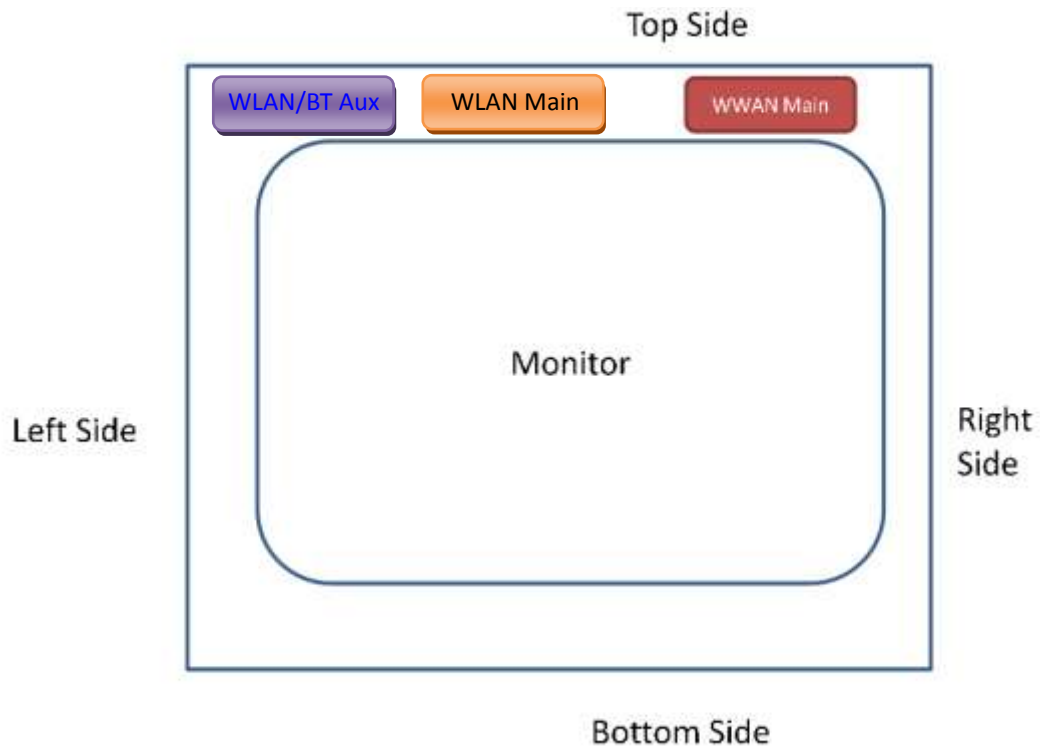 Top Side
WLAN/BT Aux
WLAN Main
WWAN Main
Monitor
Left Side
Right
Side
Bottom Side